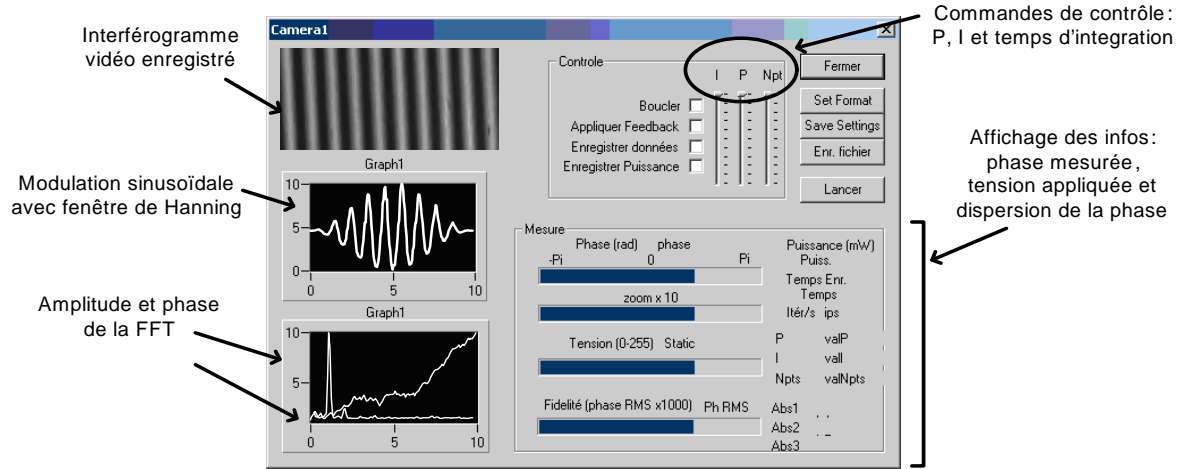 Interférogramme
vidéo enregistré
Modulation sinusoïdale
avec fenêtre de Hanning
Amplitude et phase
de la FFT
Commandes de contrôle:
P, I et temps d'integration
Affichage des infos:
phase mesurée,
tension appliquée et
dispersion de la phase
Camera1
Controle
I P Npt
Boucler
Appliquer Feedback
Enregistrer données
Enregistrer Puissance
Fermer
Set Format
Save Settings
Enr. fichier
Lancer
Graph1
10
5
0
0 5 10
Graph1
10
5
0 5 10
Mesure
Phase (rad) phase
-Pi 0 Pi
zoom x 10
Tension (0-255) Static
Fidelité (phase RMS x1000) Ph RMS
Puissance (mW)
Puiss.
Temps Enr.
Temps
Itér/s ips
P valP
I valI
Npts valNpts
Abs1
Abs2
Abs3